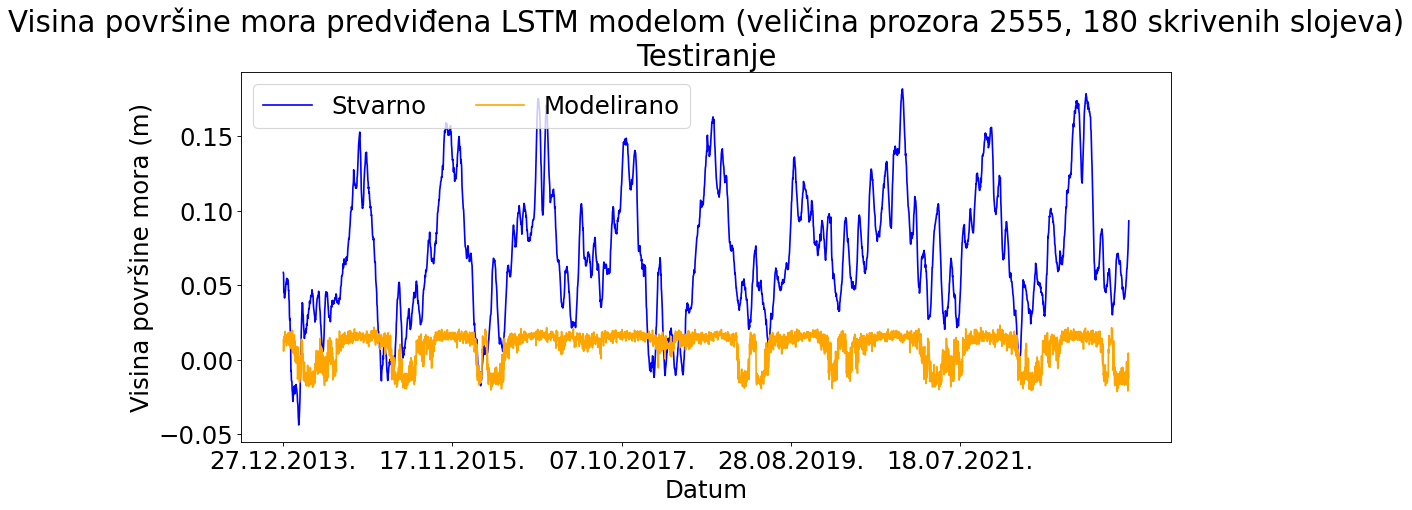 Visina površine mora predviđena LSTM modelom (veličina prozora 2555, 180 skrivenih slojeva)
Testiranje
Stvarno Modelirano
Visina površine mora (m)
0.15
0.10
0.05
0.00
−0.05
27.12.2013. 17.11.2015. 07.10.2017. 28.08.2019. 18.07.2021.
Datum